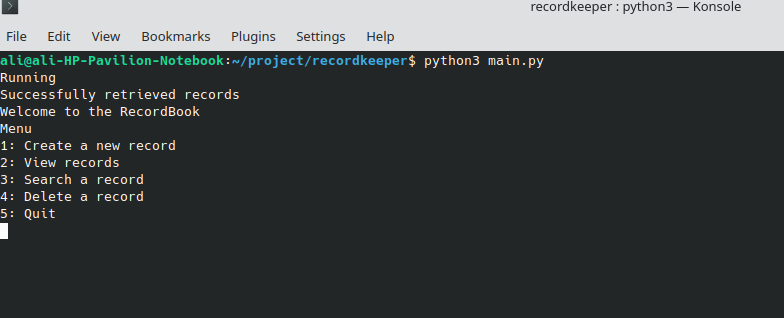 recordkeeper : python3 — Konsole
File Edit View Bookmarks Plugins Settings Help
ali@ali-HP-Pavilion-Notebook:~/project/recordkeeper$ python3 main.py
Running
Successfully retrieved records
Welcome to the RecordBook
Menu
1: Create a new record
2: View records
3: Search a record
4: Delete a record
5: Quit